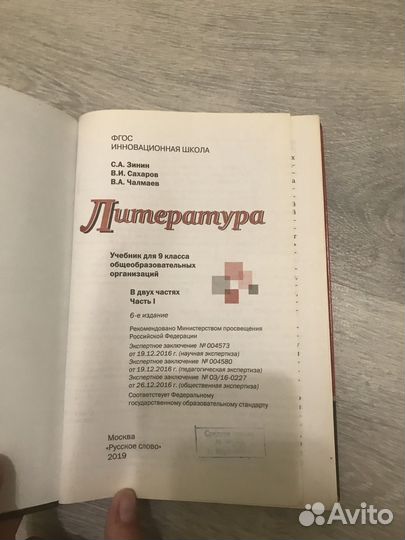 ФГОС
ИННОВАЦИОННАЯ ШКОЛА
С.А. Зинин
В.И. Сахаров
В.А. Чалмаев
Литература
Учебник для 9 класса
общеобразовательных
организаций
В двух частях
Часть I
6-е издание
Рекомендовано Министерством просвещения
Российской Федерации
Экспертное заключение № 004573
от 19.12.2016 г. (научная экспертиза)
Экспертное заключение № 004580
от 19.12.2016 г. (педагогическая экспертиза)
Экспертное заключение № 03/16-0227
от 26.12.2016 г. (общественная экспертиза)
Соответствует Федеральному
государственному образовательному стандарту
Москва
«Русское слово»
2019
Avito